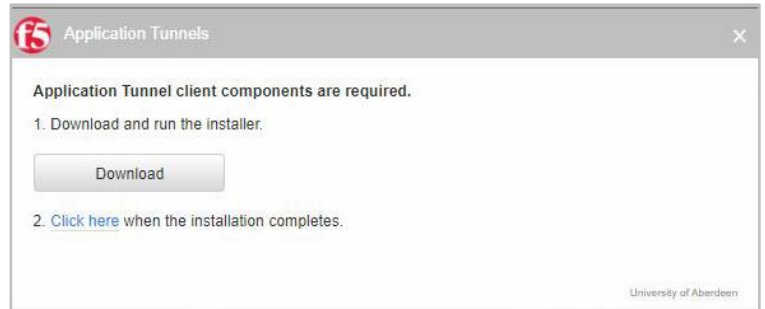 f5 Application Tunnels ×
Application Tunnel client components are required.
1. Download and run the installer.
Download
2. Click here when the installation completes.
University of Aberdeen